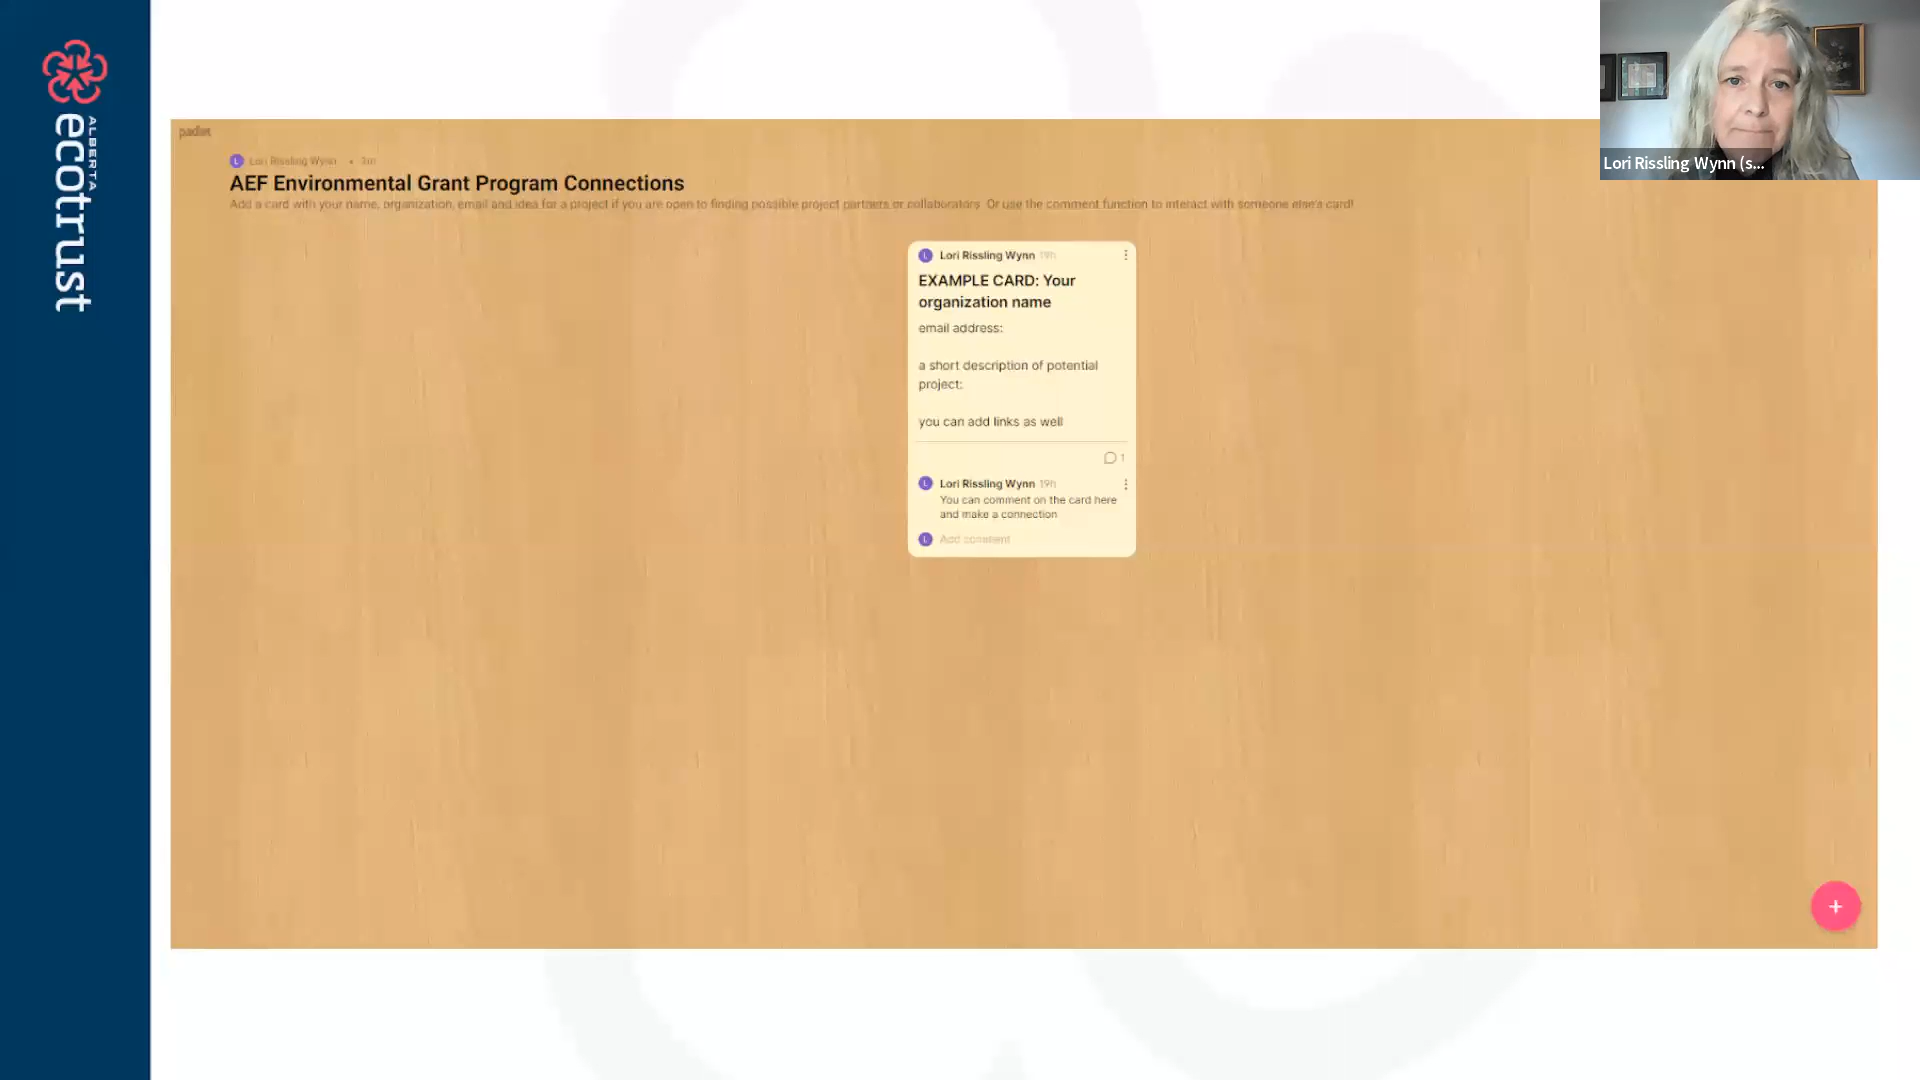 ALBERTA
ecotrust
padlet
L Lori Rissling Wynn • 3m
AEF Environmental Grant Program Connections
Add a card with your name, organization, email and idea for a project if you are open to finding possible project partners or collaborators. Or use the comment function to interact with someone else's card!
L Lori Rissling Wynn 19h
EXAMPLE CARD: Your
organization name
email address:
a short description of potential
project:
you can add links as well
1
L Lori Rissling Wynn 19h
You can comment on the card here
and make a connection
L Add comment
+
Lori Rissling Wynn (s...